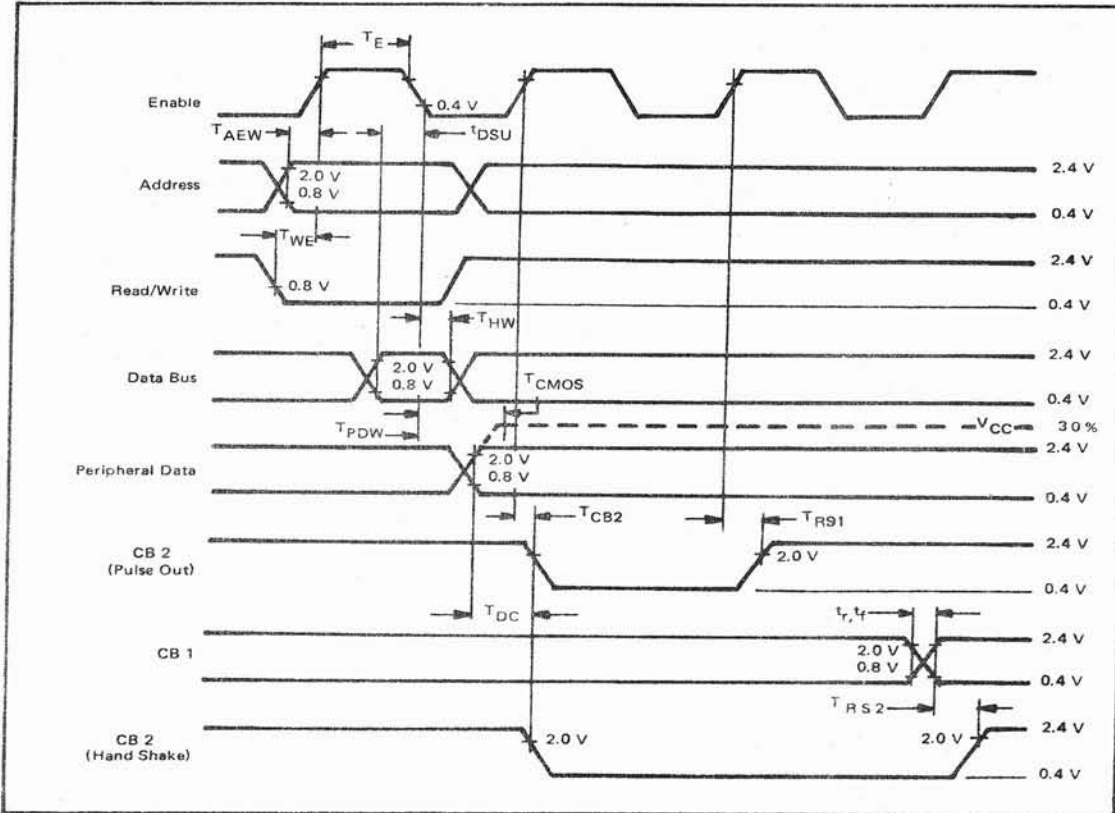 T_E
Enable
0.4 V
T_AEW
t_DSU
Address
2.0 V
0.8 V
2.4 V
0.4 V
T_WE
Read/Write
0.8 V
2.4 V
0.4 V
T_HW
Data Bus
2.0 V
0.8 V
2.4 V
0.4 V
T_CMOS
T_PDW
V_CC 30%
Peripheral Data
2.0 V
0.8 V
2.4 V
0.4 V
T_CB2
T_RS1
CB 2
(Pulse Out)
2.0 V
2.4 V
0.4 V
T_DC
t_r, t_f
CB 1
2.0 V
0.8 V
2.4 V
0.4 V
T_RS2
CB 2
(Hand Shake)
2.0 V
2.0 V
2.4 V
0.4 V